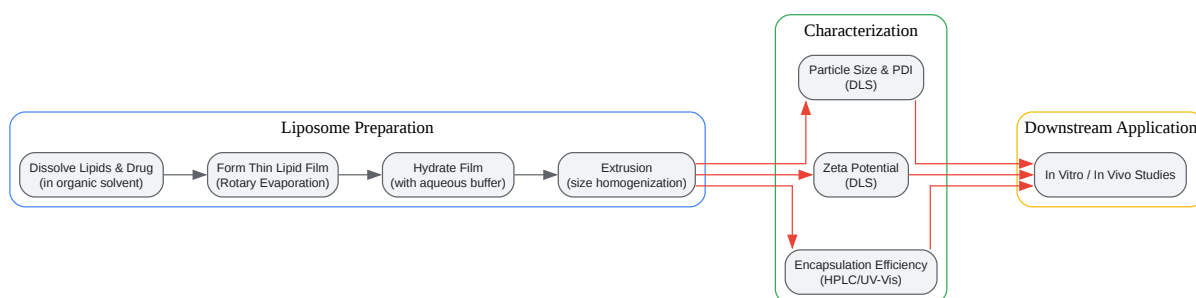 Liposome Preparation
Dissolve Lipids & Drug
(in organic solvent)
Form Thin Lipid Film
(Rotary Evaporation)
Hydrate Film
(with aqueous buffer)
Extrusion
(size homogenization)
Characterization
Particle Size & PDI
(DLS)
Zeta Potential
(DLS)
Encapsulation Efficiency
(HPLC/UV-Vis)
Downstream Application
In Vitro / In Vivo Studies